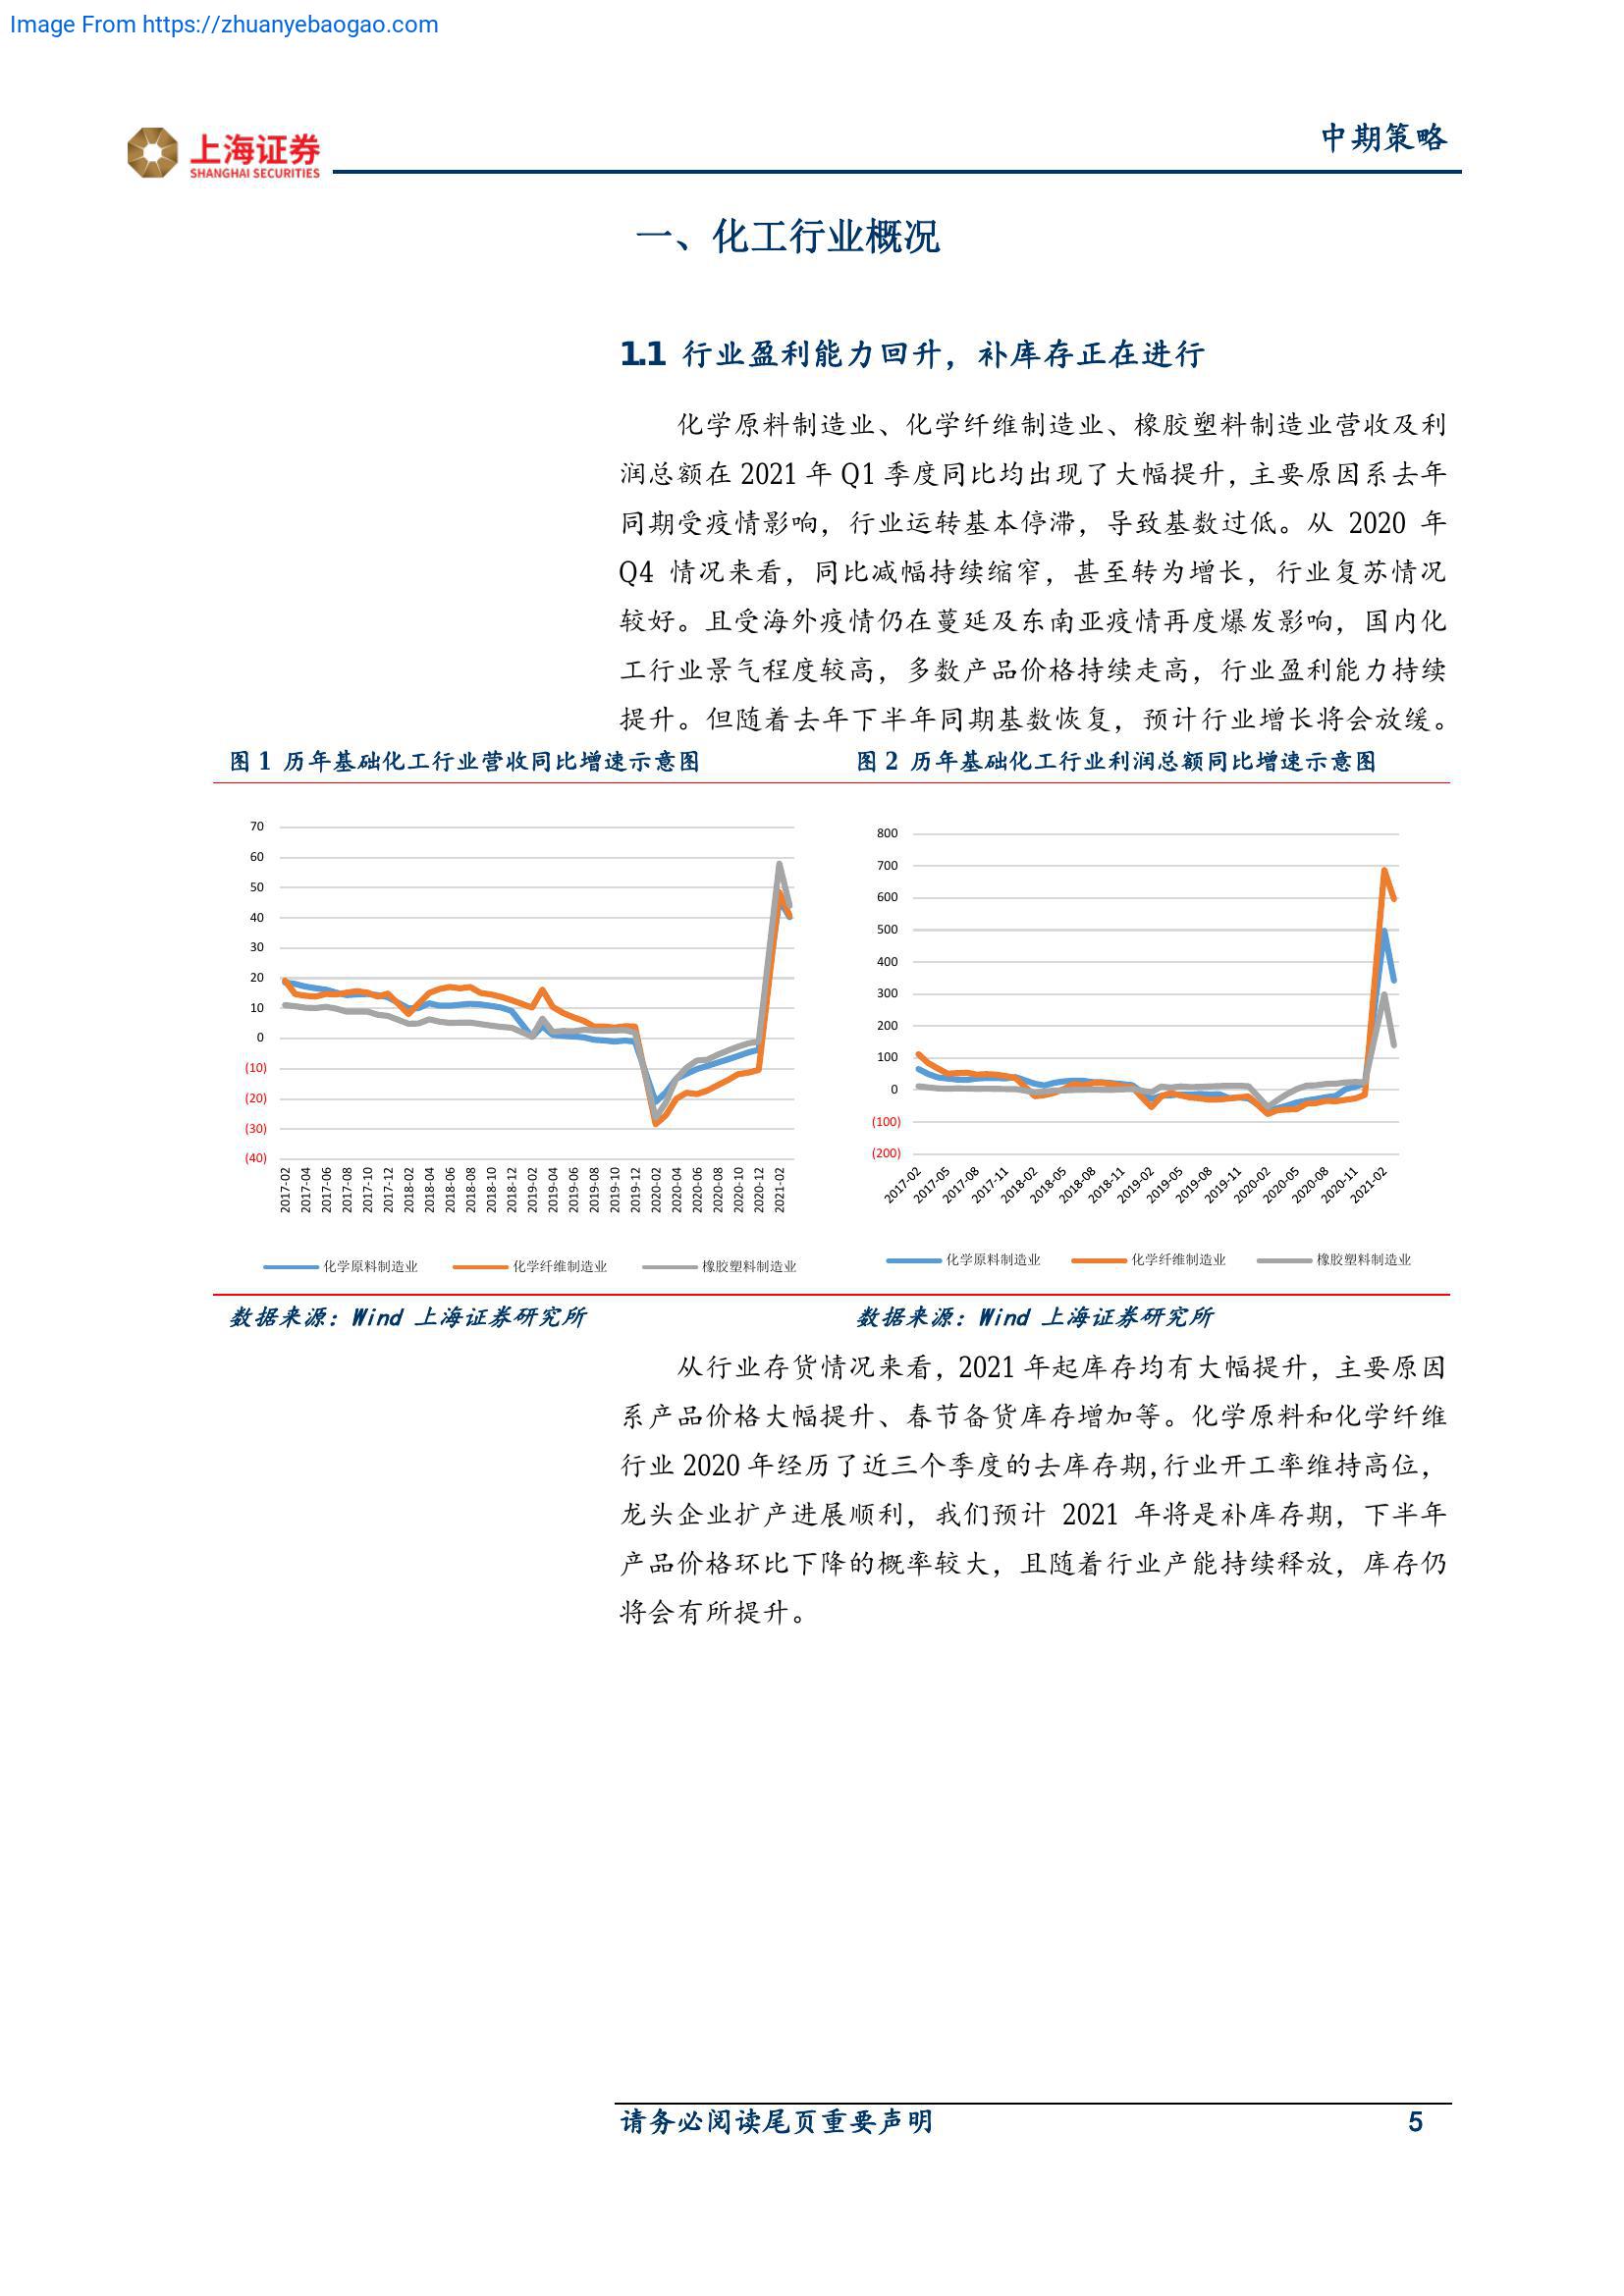 Image From https://zhuanyebaogao.com
上海证券
SHANGHAI SECURITIES
中期策略
一、化工行业概况
1.1 行业盈利能力回升，补库存正在进行
化学原料制造业、化学纤维制造业、橡胶塑料制造业营收及利
润总额在 2021 年 Q1 季度同比均出现了大幅提升，主要原因系去年
同期受疫情影响，行业运转基本停滞，导致基数过低。从 2020 年
Q4 情况来看，同比减幅持续缩窄，甚至转为增长，行业复苏情况
较好。且受海外疫情仍在蔓延及东南亚疫情再度爆发影响，国内化
工行业景气程度较高，多数产品价格持续走高，行业盈利能力持续
提升。但随着去年下半年同期基数恢复，预计行业增长将会放缓。
图 1 历年基础化工行业营收同比增速示意图
70
60
50
40
30
20
10
0
(10)
(20)
(30)
(40)
2017-02
2017-04
2017-06
2017-08
2017-10
2017-12
2018-02
2018-04
2018-06
2018-08
2018-10
2018-12
2019-02
2019-04
2019-06
2019-08
2019-10
2019-12
2020-02
2020-04
2020-06
2020-08
2020-10
2020-12
2021-02
化学原料制造业
化学纤维制造业
橡胶塑料制造业
数据来源：Wind 上海证券研究所
图 2 历年基础化工行业利润总额同比增速示意图
800
700
600
500
400
300
200
100
0
(100)
(200)
2017-02
2017-05
2017-08
2017-11
2018-02
2018-05
2018-08
2018-11
2019-02
2019-05
2019-08
2019-11
2020-02
2020-05
2020-08
2020-11
2021-02
化学原料制造业
化学纤维制造业
橡胶塑料制造业
数据来源：Wind 上海证券研究所
从行业存货情况来看，2021 年起库存均有大幅提升，主要原因
系产品价格大幅提升、春节备货库存增加等。化学原料和化学纤维
行业 2020 年经历了近三个季度的去库存期，行业开工率维持高位，
龙头企业扩产进展顺利，我们预计 2021 年将是补库存期，下半年
产品价格环比下降的概率较大，且随着行业产能持续释放，库存仍
将会有所提升。
请务必阅读尾页重要声明
5